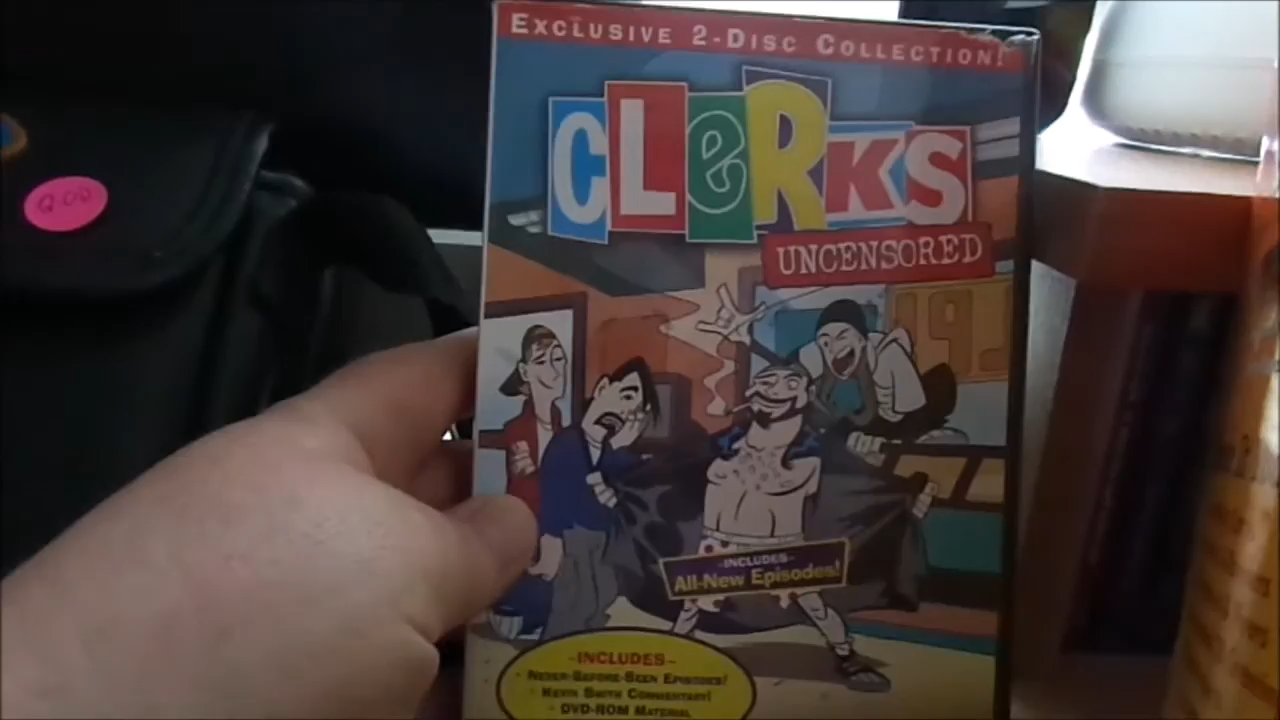 EXCLUSIVE 2-DISC COLLECTION!
CLeRKS
UNCENSORED
-INCLUDES-
All-New Episodes!
-INCLUDES-
· NEVER-BEFORE-SEEN EPISODES!
· KEVIN SMITH COMMENTARY!
· DVD-ROM MATERIAL